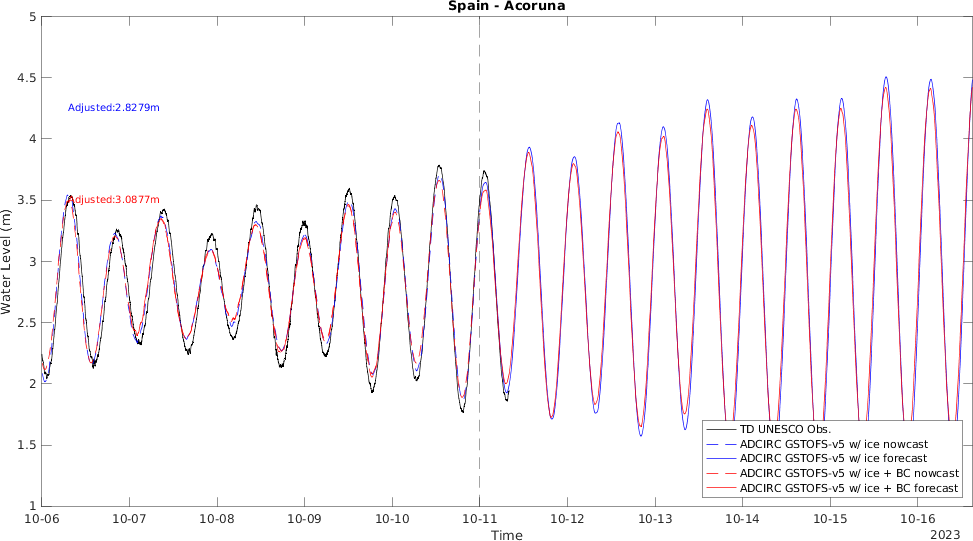 Spain - Acoruna
5
4.5
4
3.5
3
2.5
2
1.5
1
Water Level (m)
Adjusted:2.8279m
Adjusted:3.0877m
TD UNESCO Obs.
ADCIRC GSTOFS-v5 w/ ice nowcast
ADCIRC GSTOFS-v5 w/ ice forecast
ADCIRC GSTOFS-v5 w/ ice + BC nowcast
ADCIRC GSTOFS-v5 w/ ice + BC forecast
10-06 10-07 10-08 10-09 10-10 10-11 10-12 10-13 10-14 10-15 10-16
Time
2023